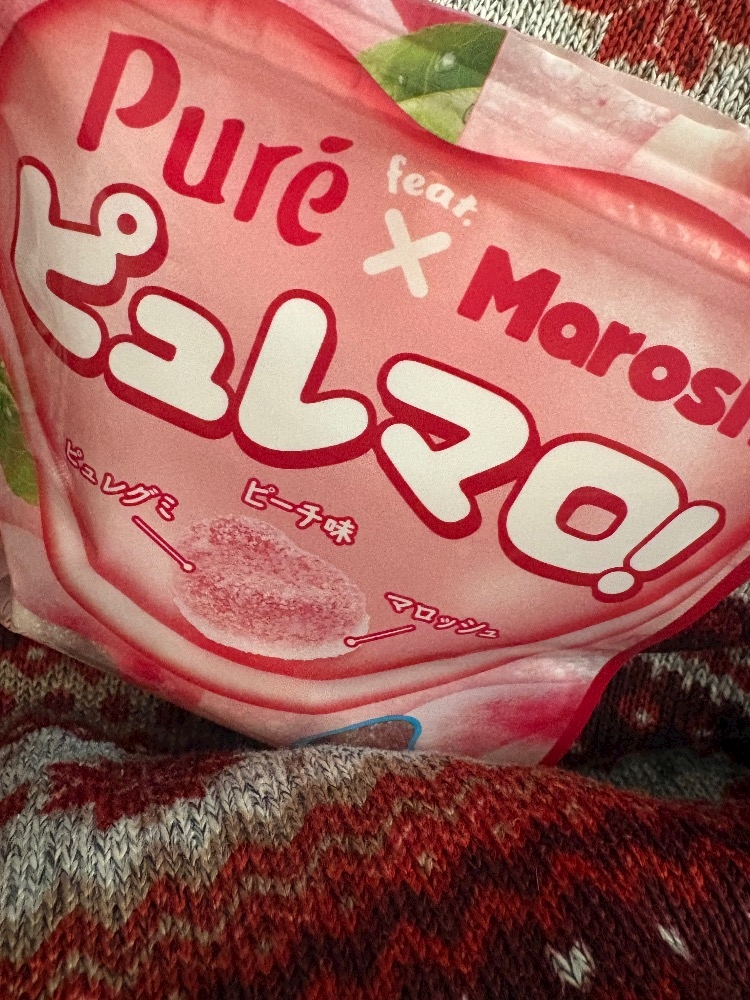 Puré
feat.
×
Marosh
ピュレマロ!
ピュレグミ
ピーチ味
マロッシュ